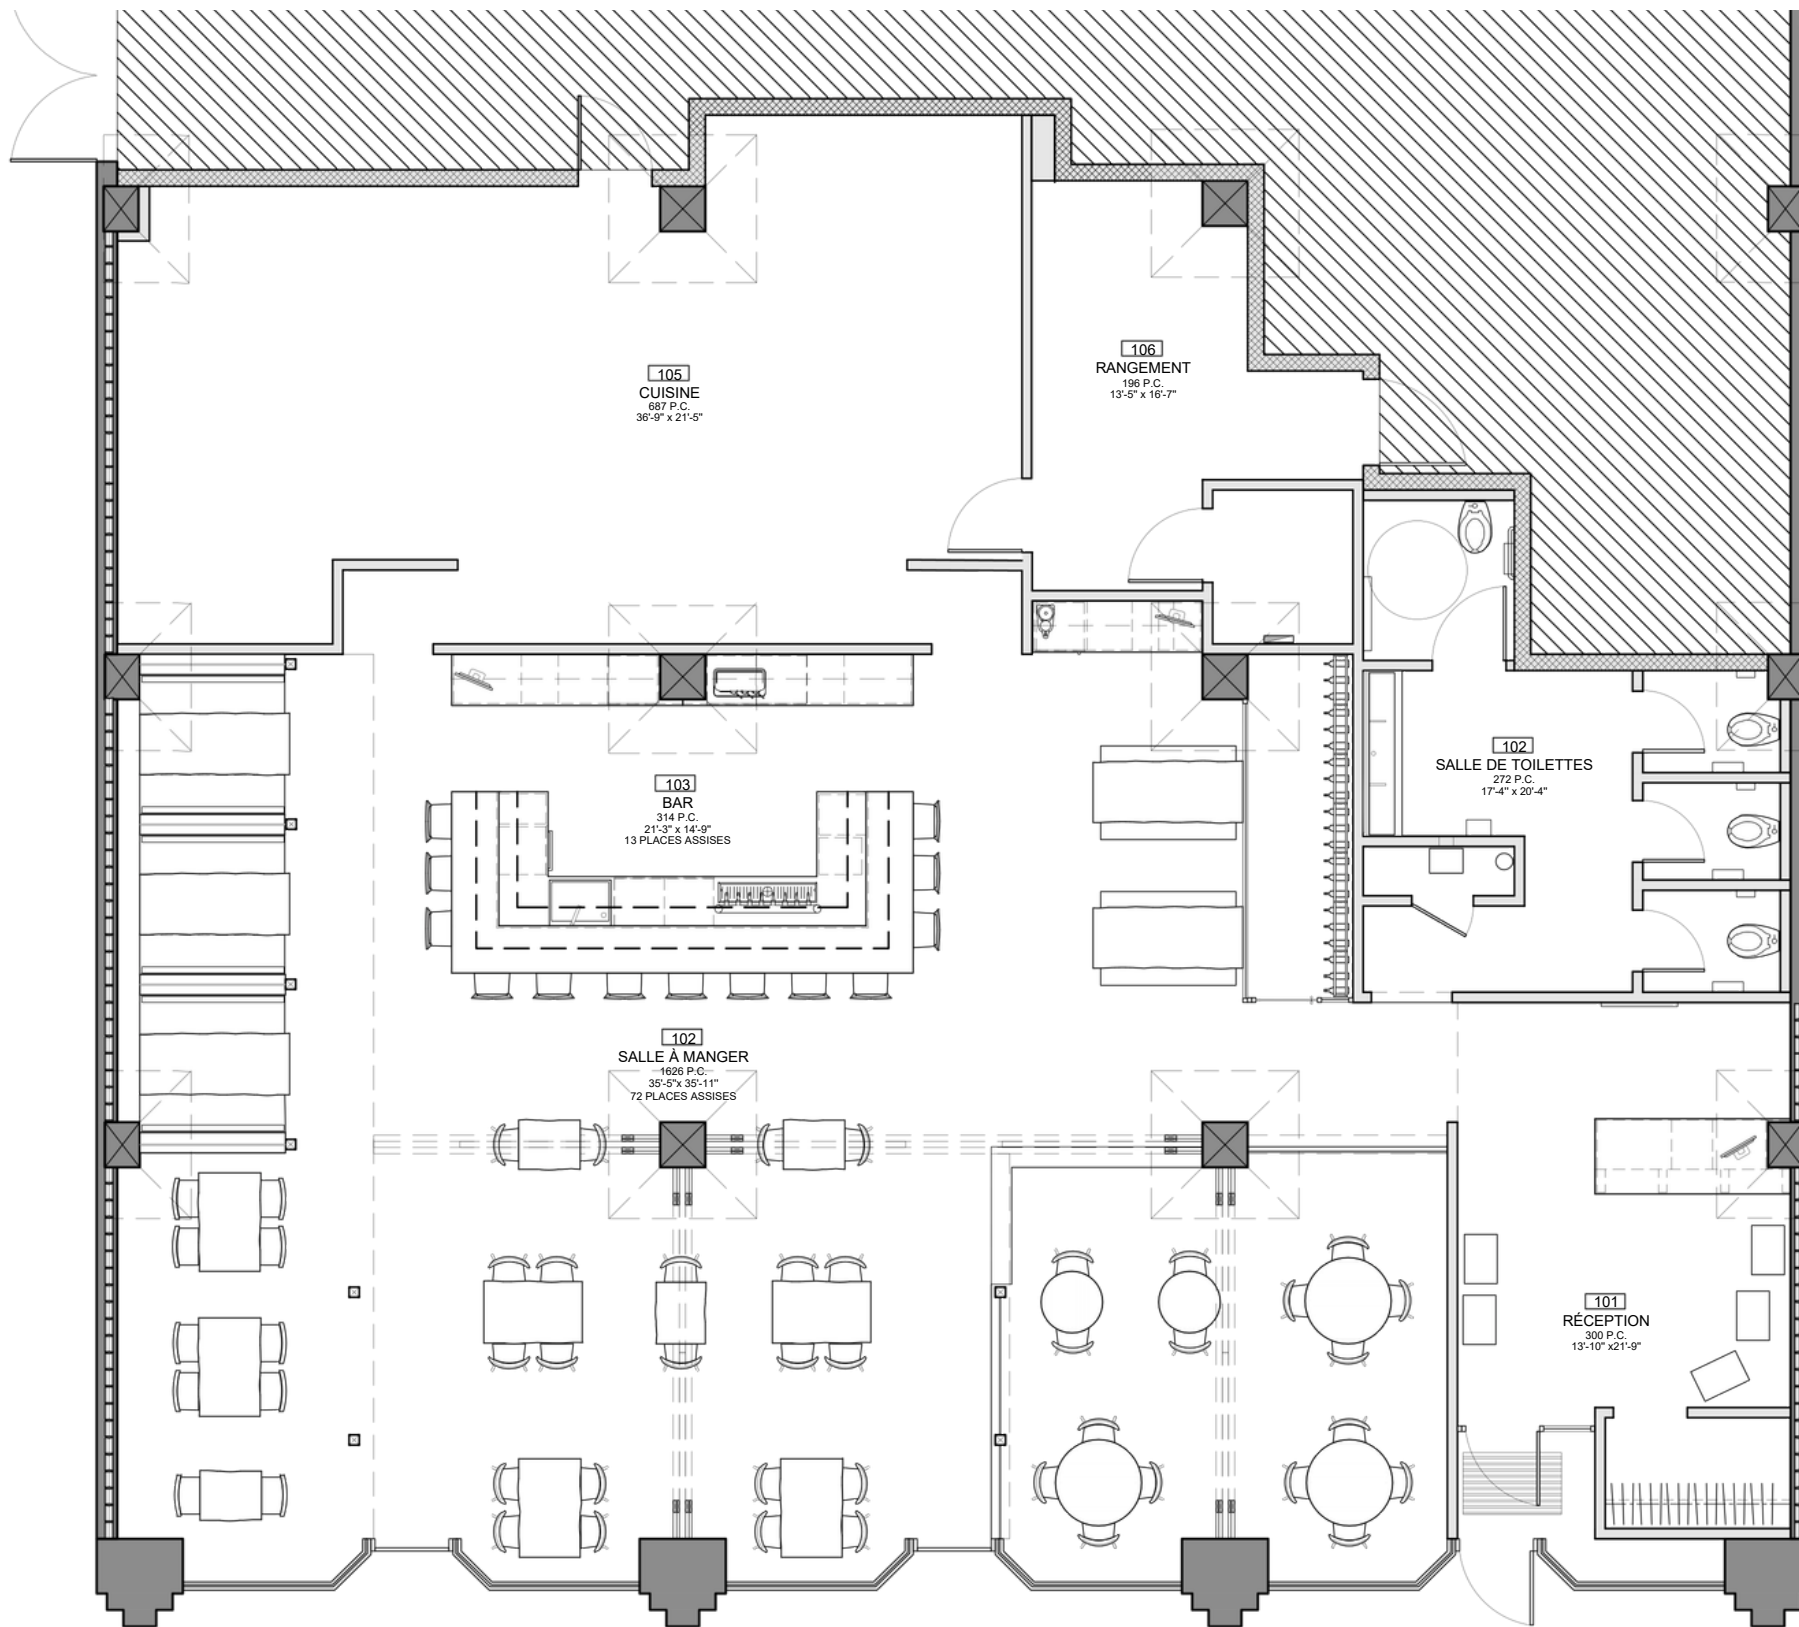 106
RANGEMENT
196 P.C.
13'-5" x 16'-7"
105
CUISINE
687 P.C.
36'-9" x 21'-5"
102
SALLE DE TOILETTES
272 P.C.
17'-4" x 20'-4"
103
BAR
314 P.C.
21'-3" x 14'-9"
13 PLACES ASSISES
102
SALLE À MANGER
1626 P.C.
35'-5"x 35'-11"
72 PLACES ASSISES
101
RÉCEPTION
300 P.C.
13'-10" x21'-9"